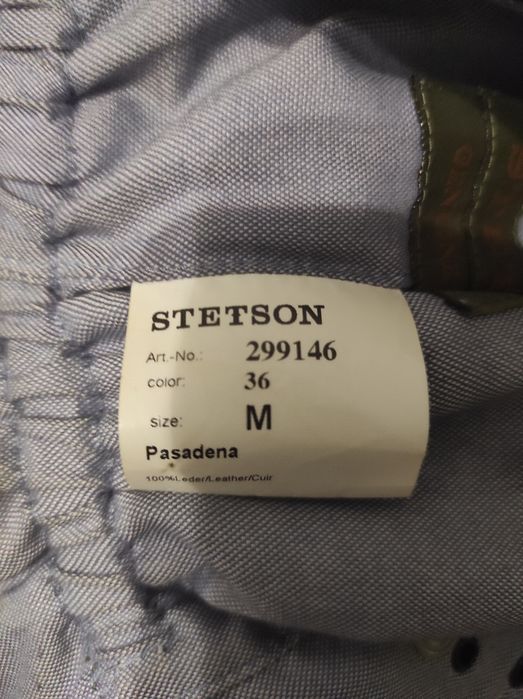 STETSON
Art.-No.: 299146
color: 36
size: M
Pasadena
100%Leder/Leather/Cuir